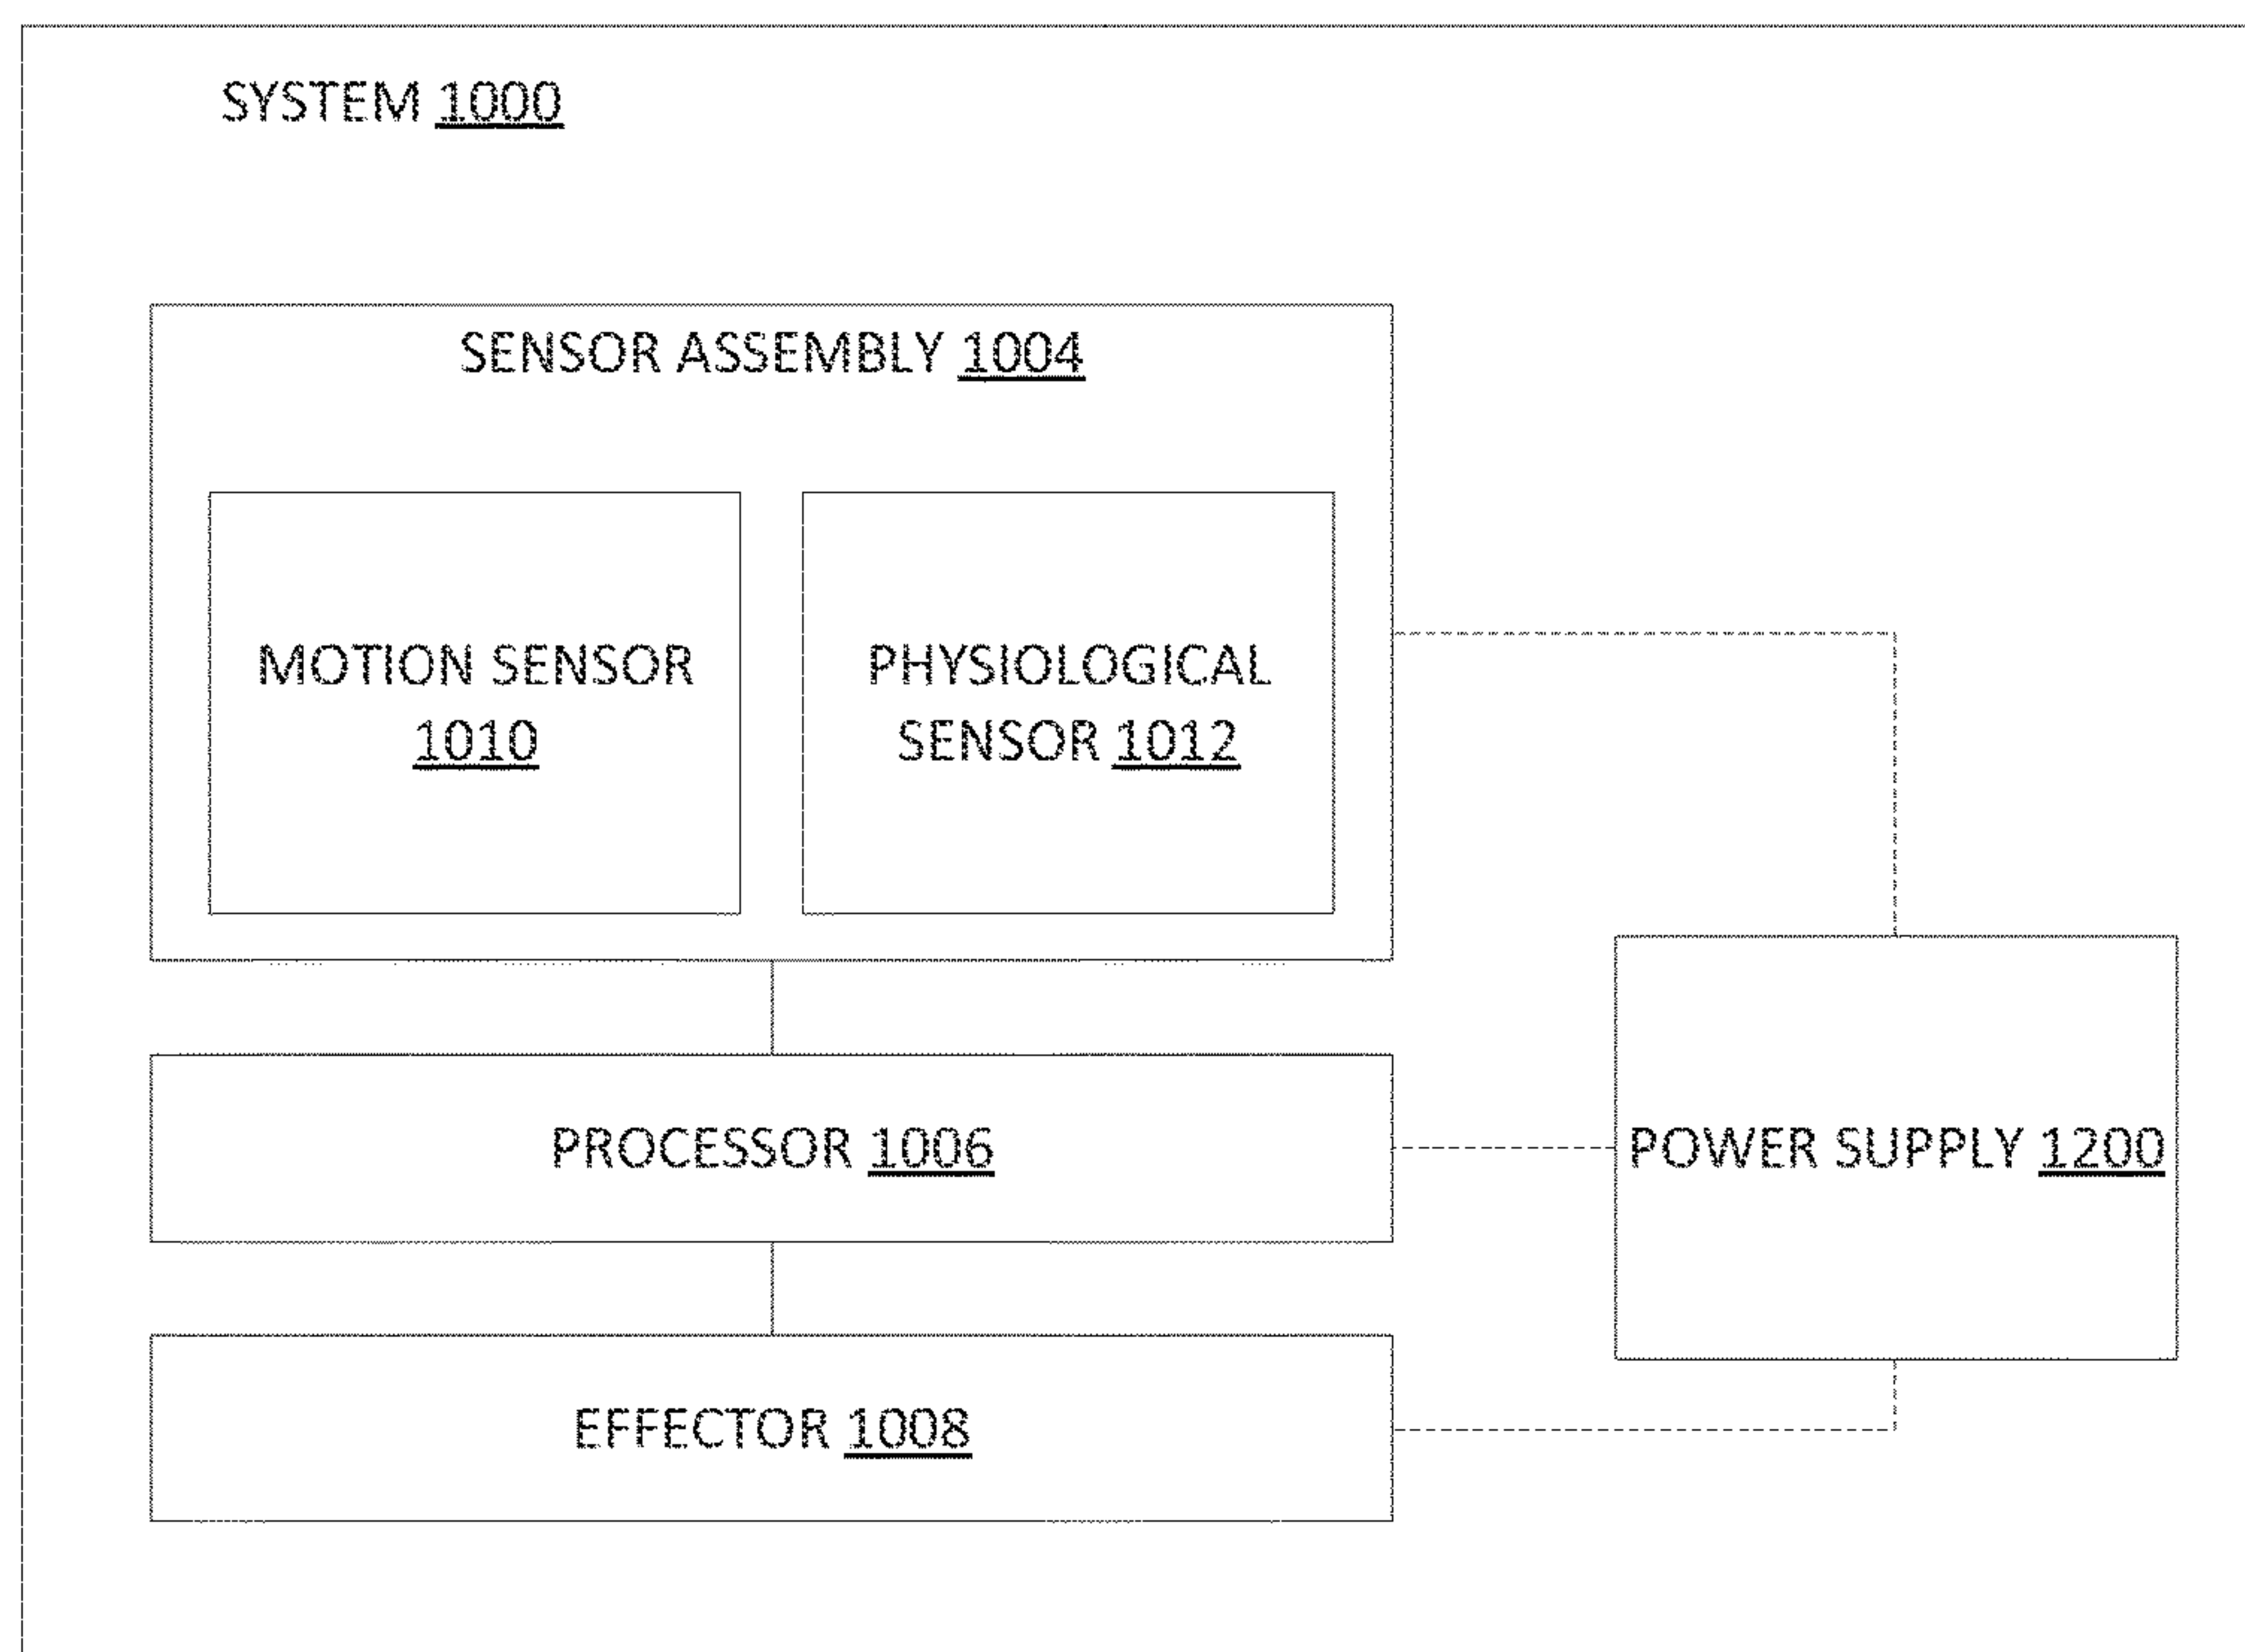 SYSTEM 1000
SENSOR ASSEMBLY 1004
MOTION SENSOR
1010
PHYSIOLOGICAL
SENSOR 1012
PROCESSOR 1006
POWER SUPPLY 1200
EFFECTOR 1008